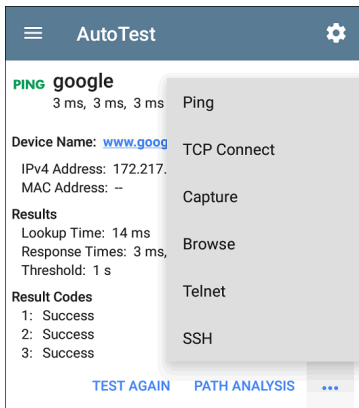 AutoTest
PING google
3 ms, 3 ms, 3 ms
Device Name: www.goog
IPv4 Address: 172.217.
MAC Address: --
Results
Lookup Time: 14 ms
Response Times: 3 ms,
Threshold: 1 s
Result Codes
1: Success
2: Success
3: Success
Ping
TCP Connect
Capture
Browse
Telnet
SSH
TEST AGAIN PATH ANALYSIS ...